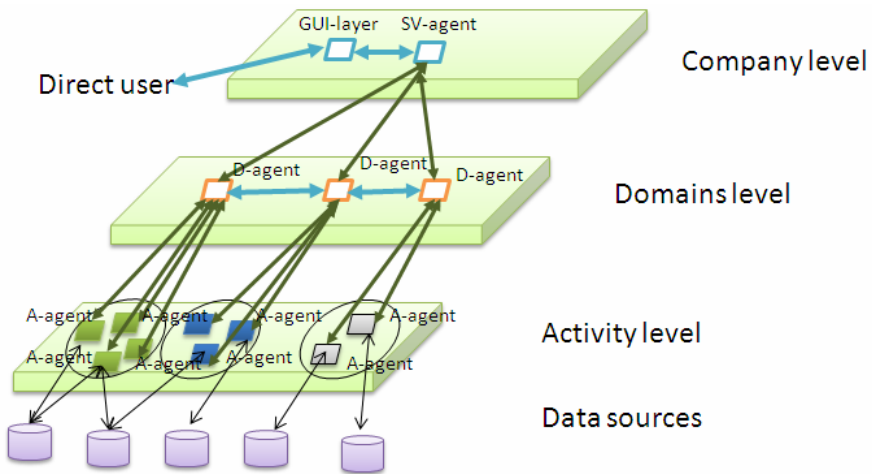 GUI-layer SV-agent
Company level
Direct user
D-agent D-agent D-agent
Domains level
A-agent A-agent A-agent A-agent
Activity level
A-agent A-agent A-agent A-agent
Data sources